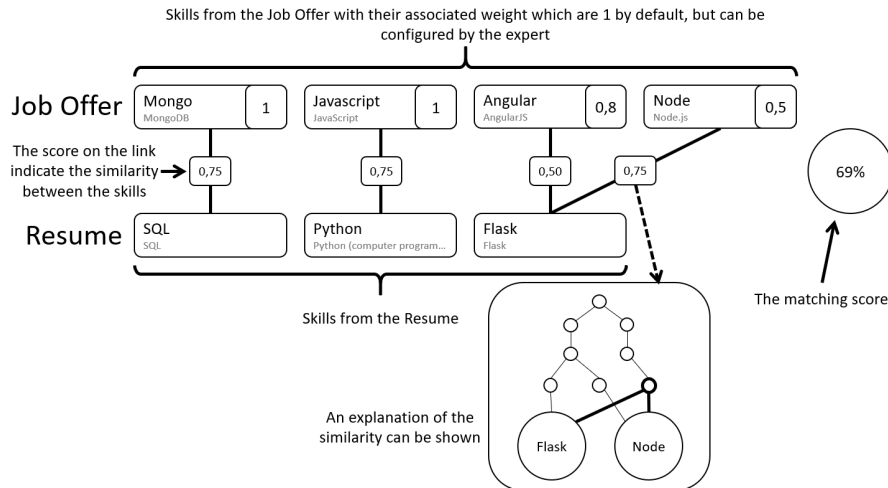 Skills from the Job Offer with their associated weight which are 1 by default, but can be
configured by the expert
Job Offer
Mongo
MongoDB
1
Javascript
JavaScript
1
Angular
AngularJS
0,8
Node
Node.js
0,5
The score on the link
indicate the similarity
between the skills
0,75
0,75
0,50
0,75
69%
Resume
SQL
SQL
Python
Python (computer program...
Flask
Flask
The matching score
Skills from the Resume
An explanation of the
similarity can be shown
Flask
Node